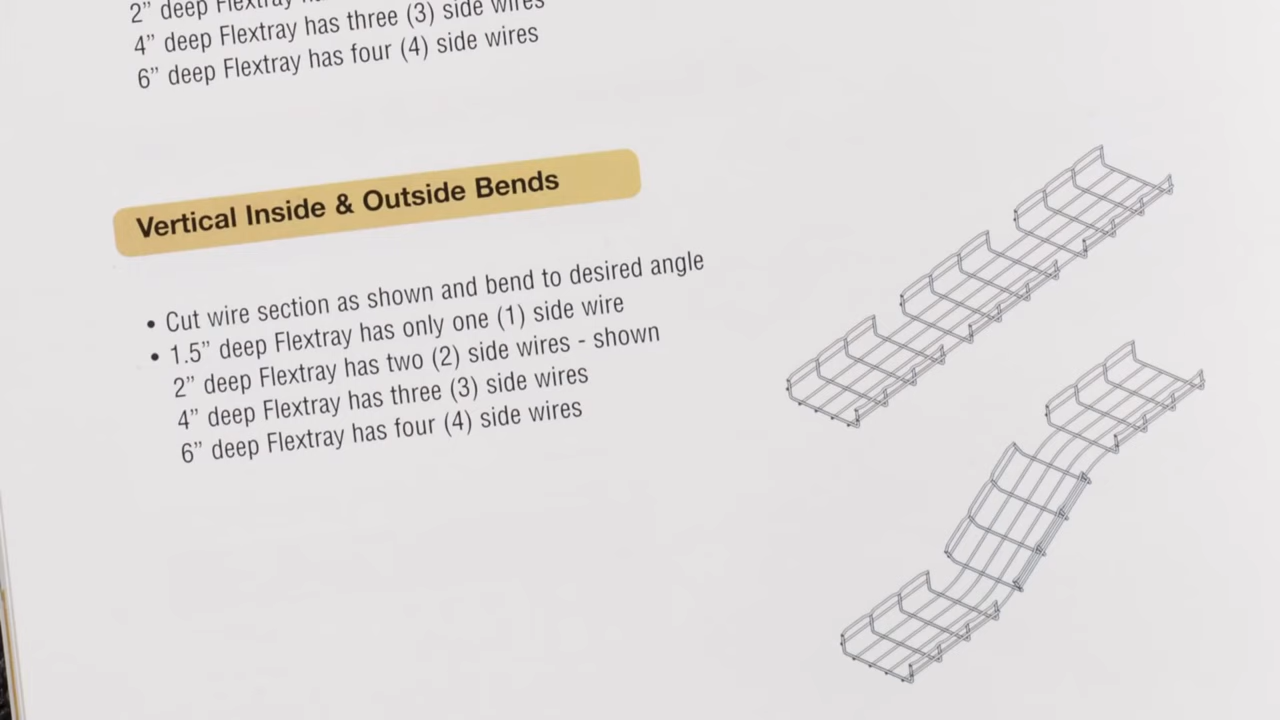 2” deep Flextray
4” deep Flextray has three (3) side wires
6” deep Flextray has four (4) side wires
Vertical Inside & Outside Bends
• Cut wire section as shown and bend to desired angle
• 1.5” deep Flextray has only one (1) side wire
2” deep Flextray has two (2) side wires - shown
4” deep Flextray has three (3) side wires
6” deep Flextray has four (4) side wires